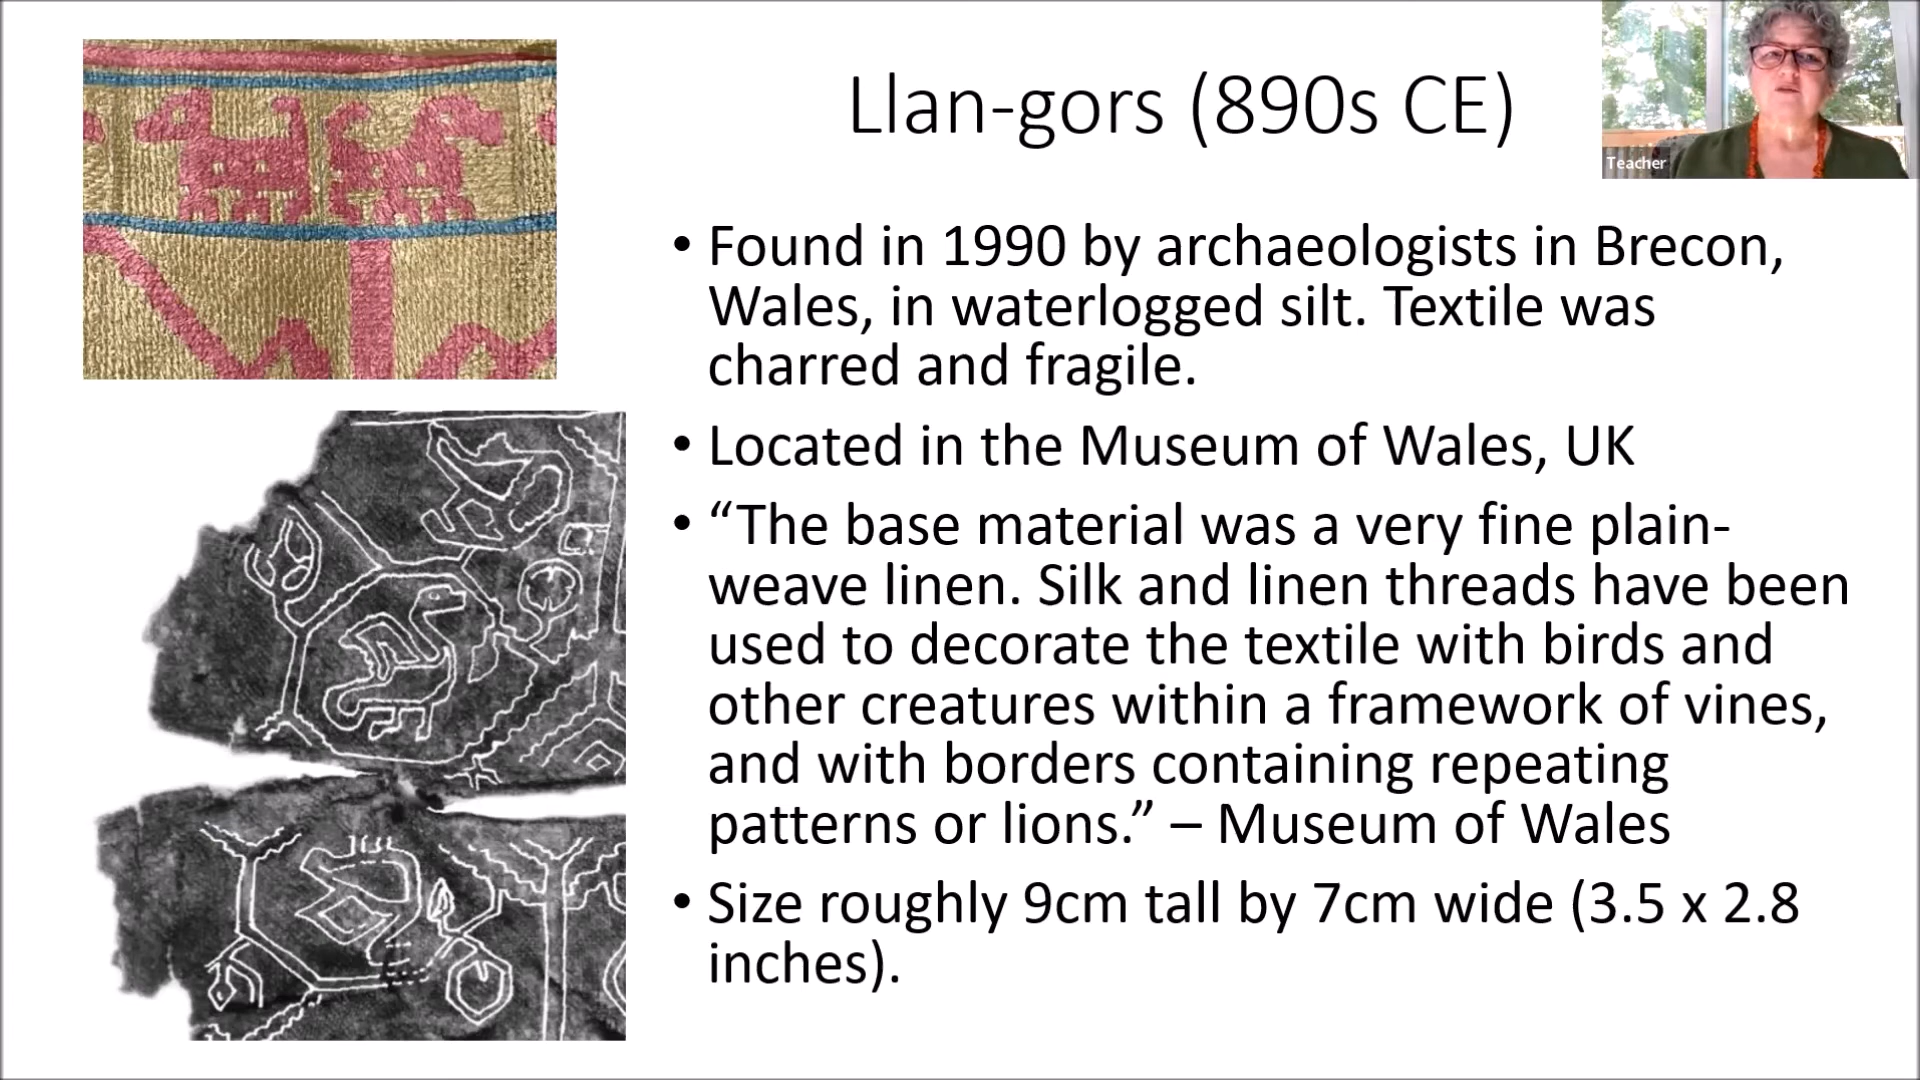 Llan-gors (890s CE)
Teacher
• Found in 1990 by archaeologists in Brecon,
Wales, in waterlogged silt. Textile was
charred and fragile.
• Located in the Museum of Wales, UK
• “The base material was a very fine plain-
weave linen. Silk and linen threads have been
used to decorate the textile with birds and
other creatures within a framework of vines,
and with borders containing repeating
patterns or lions.” – Museum of Wales
• Size roughly 9cm tall by 7cm wide (3.5 x 2.8
inches).